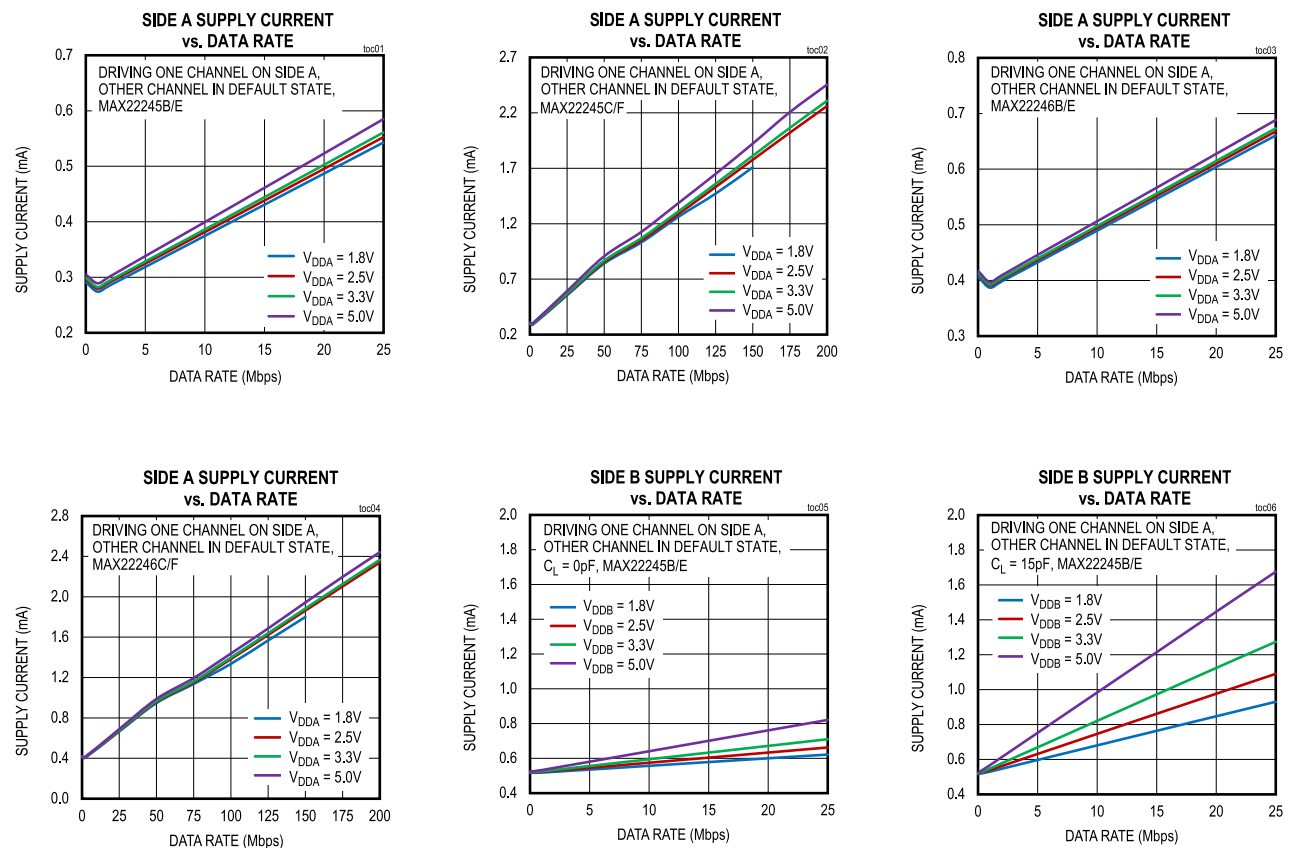 SIDE A SUPPLY CURRENT
vs. DATA RATE
toc01
0.7
0.6
0.5
0.4
0.3
0.2
SUPPLY CURRENT (mA)
DRIVING ONE CHANNEL ON SIDE A,
OTHER CHANNEL IN DEFAULT STATE,
MAX22245B/E
VDDA = 1.8V
VDDA = 2.5V
VDDA = 3.3V
VDDA = 5.0V
0 5 10 15 20 25
DATA RATE (Mbps)
SIDE A SUPPLY CURRENT
vs. DATA RATE
toc02
2.7
2.2
1.7
1.2
0.7
0.2
SUPPLY CURRENT (mA)
DRIVING ONE CHANNEL ON SIDE A,
OTHER CHANNEL IN DEFAULT STATE,
MAX22245C/F
VDDA = 1.8V
VDDA = 2.5V
VDDA = 3.3V
VDDA = 5.0V
0 25 50 75 100 125 150 175 200
DATA RATE (Mbps)
SIDE A SUPPLY CURRENT
vs. DATA RATE
toc03
0.8
0.7
0.6
0.5
0.4
0.3
SUPPLY CURRENT (mA)
DRIVING ONE CHANNEL ON SIDE A,
OTHER CHANNEL IN DEFAULT STATE,
MAX22246B/E
VDDA = 1.8V
VDDA = 2.5V
VDDA = 3.3V
VDDA = 5.0V
0 5 10 15 20 25
DATA RATE (Mbps)
SIDE A SUPPLY CURRENT
vs. DATA RATE
toc04
2.8
2.4
2.0
1.6
1.2
0.8
0.4
0.0
SUPPLY CURRENT (mA)
DRIVING ONE CHANNEL ON SIDE A,
OTHER CHANNEL IN DEFAULT STATE,
MAX22246C/F
VDDA = 1.8V
VDDA = 2.5V
VDDA = 3.3V
VDDA = 5.0V
0 25 50 75 100 125 150 175 200
DATA RATE (Mbps)
SIDE B SUPPLY CURRENT
vs. DATA RATE
toc05
2.0
1.8
1.6
1.4
1.2
1.0
0.8
0.6
0.4
SUPPLY CURRENT (mA)
DRIVING ONE CHANNEL ON SIDE A,
OTHER CHANNEL IN DEFAULT STATE,
CL = 0pF, MAX22245B/E
VDDB = 1.8V
VDDB = 2.5V
VDDB = 3.3V
VDDB = 5.0V
0 5 10 15 20 25
DATA RATE (Mbps)
SIDE B SUPPLY CURRENT
vs. DATA RATE
toc06
2.0
1.8
1.6
1.4
1.2
1.0
0.8
0.6
0.4
SUPPLY CURRENT (mA)
DRIVING ONE CHANNEL ON SIDE A,
OTHER CHANNEL IN DEFAULT STATE,
CL = 15pF, MAX22245B/E
VDDB = 1.8V
VDDB = 2.5V
VDDB = 3.3V
VDDB = 5.0V
0 5 10 15 20 25
DATA RATE (Mbps)